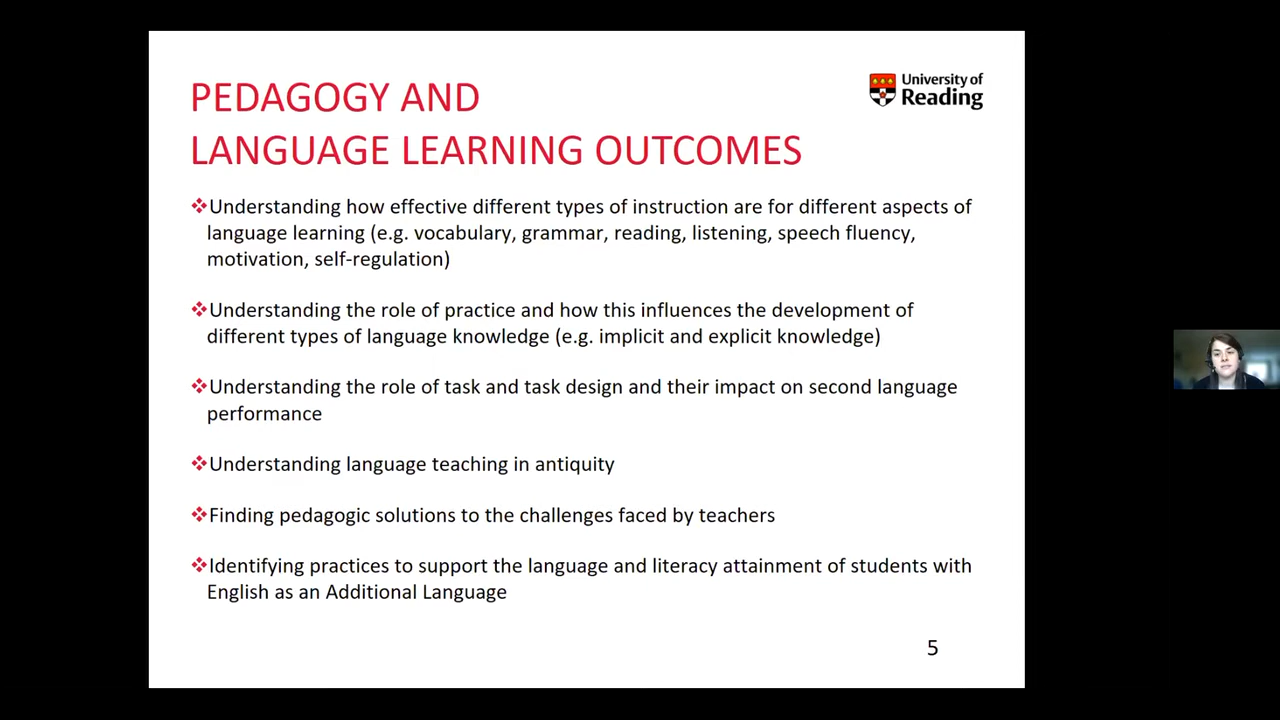 PEDAGOGY AND
LANGUAGE LEARNING OUTCOMES
University of
Reading
❖Understanding how effective different types of instruction are for different aspects of
language learning (e.g. vocabulary, grammar, reading, listening, speech fluency,
motivation, self-regulation)
❖Understanding the role of practice and how this influences the development of
different types of language knowledge (e.g. implicit and explicit knowledge)
❖Understanding the role of task and task design and their impact on second language
performance
❖Understanding language teaching in antiquity
❖Finding pedagogic solutions to the challenges faced by teachers
❖Identifying practices to support the language and literacy attainment of students with
English as an Additional Language
5